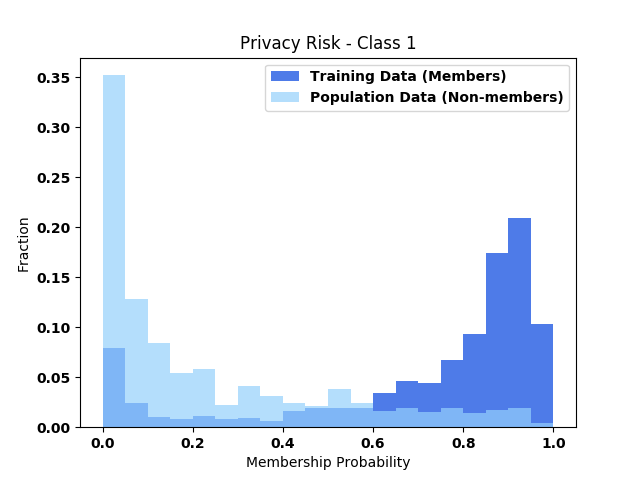 Privacy Risk - Class 1
Training Data (Members)
Population Data (Non-members)
0.35
0.30
0.25
0.20
0.15
0.10
0.05
0.00
Fraction
0.0 0.2 0.4 0.6 0.8 1.0
Membership Probability